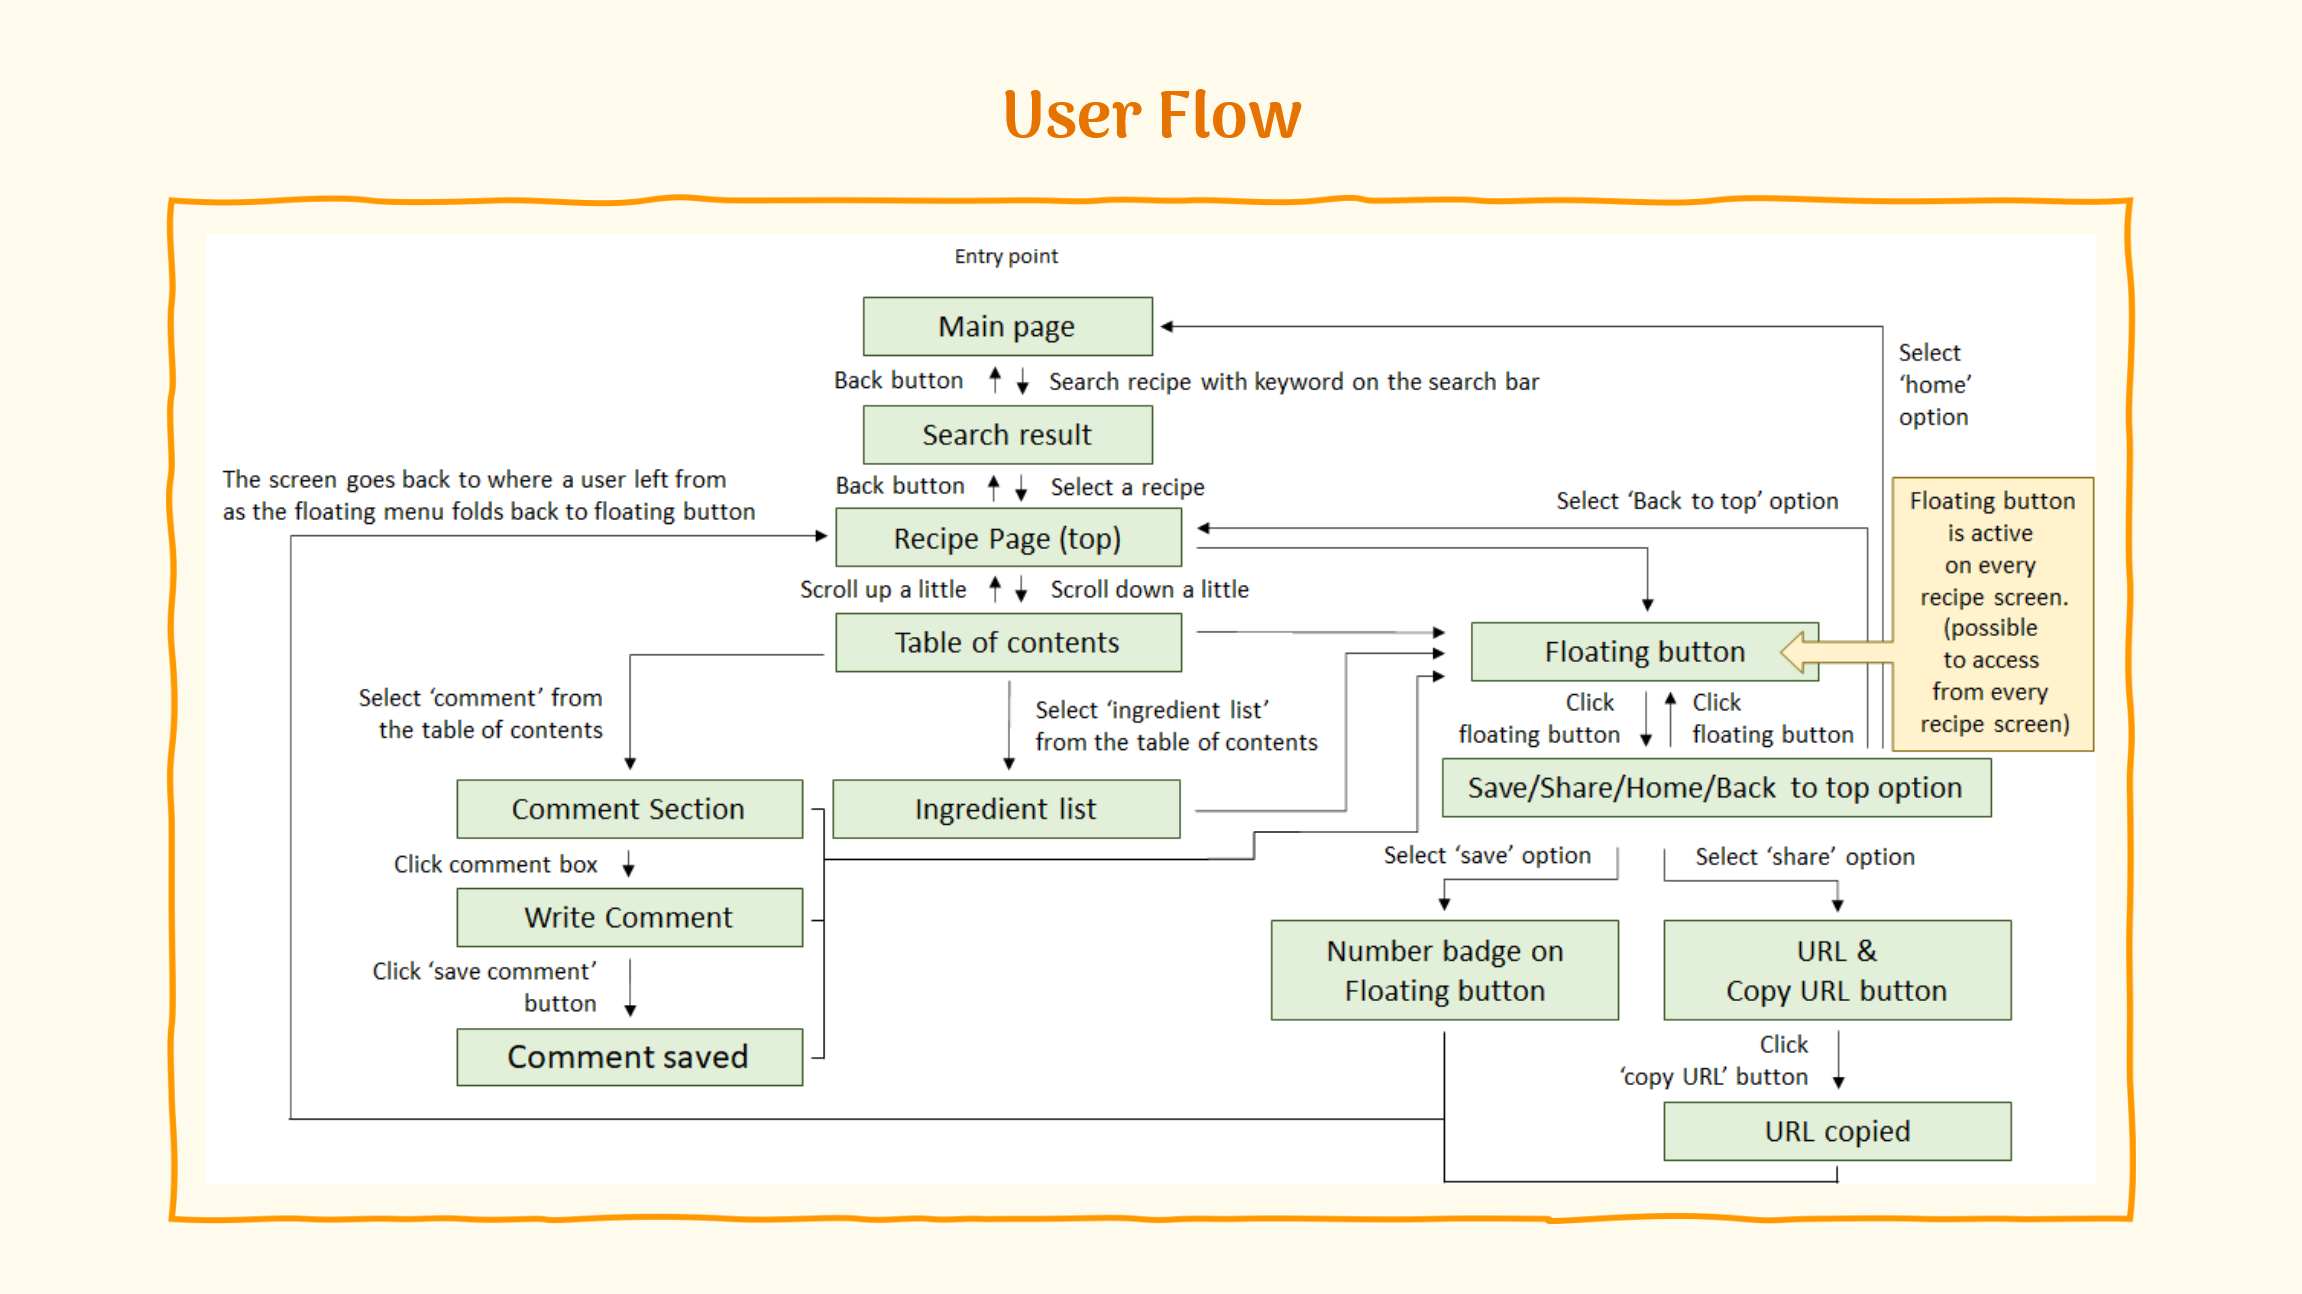 User Flow
Entry point
Main page
Back button
Search recipe with keyword on the search bar
Select
‘home’
option
Search result
The screen goes back to where a user left from
as the floating menu folds back to floating button
Back button
Select a recipe
Select ‘Back to top’ option
Recipe Page (top)
Floating button
is active
on every
recipe screen.
(possible
to access
from every
recipe screen)
Scroll up a little
Scroll down a little
Table of contents
Floating button
Select ‘comment’ from
the table of contents
Select ‘ingredient list’
from the table of contents
Click
floating button
Click
floating button
Comment Section
Ingredient list
Save/Share/Home/Back to top option
Click comment box
Select ‘save’ option
Select ‘share’ option
Write Comment
Number badge on
Floating button
URL &
Copy URL button
Click ‘save comment’
button
Comment saved
Click
‘copy URL’ button
URL copied